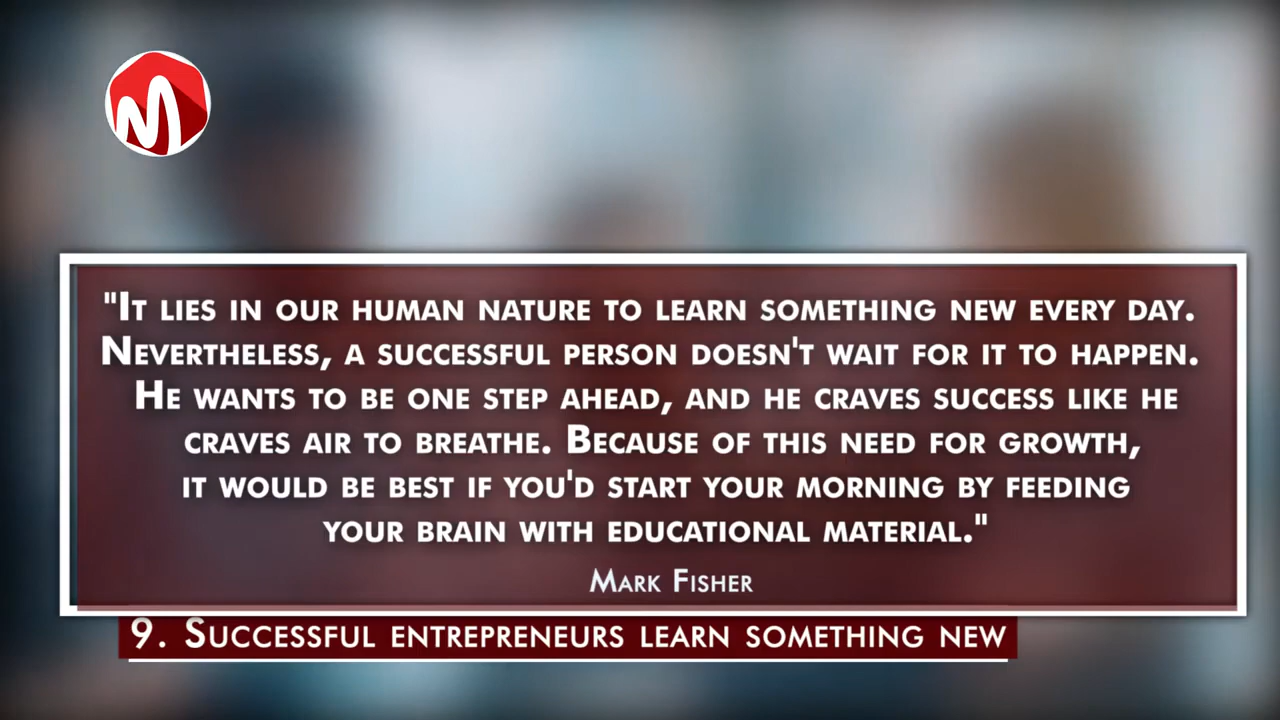 "It lies in our human nature to learn something new every day.
Nevertheless, a successful person doesn't wait for it to happen.
He wants to be one step ahead, and he craves success like he
craves air to breathe. Because of this need for growth,
it would be best if you'd start your morning by feeding
your brain with educational material."
Mark Fisher
9. Successful entrepreneurs learn something new